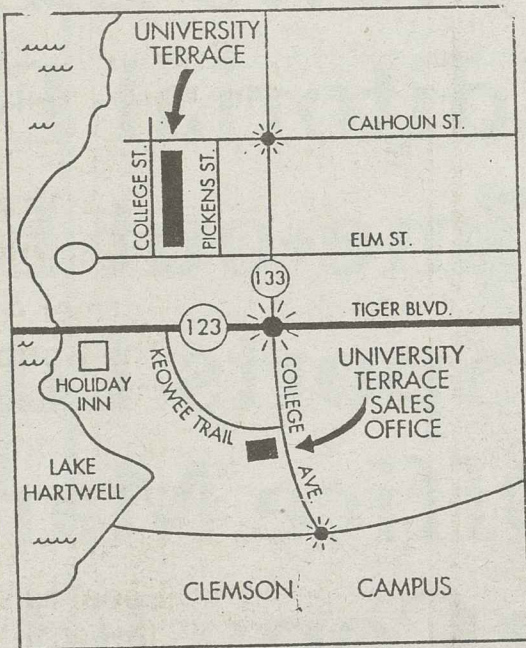 UNIVERSITY
TERRACE
CALHOUN ST.
COLLEGE ST.
PICKENS ST.
ELM ST.
133
TIGER BLVD.
123
HOLIDAY
INN
KEOWEE TRAIL
COLLEGE
AVE
UNIVERSITY
TERRACE
SALES
OFFICE
LAKE
HARTWELL
CLEMSON CAMPUS